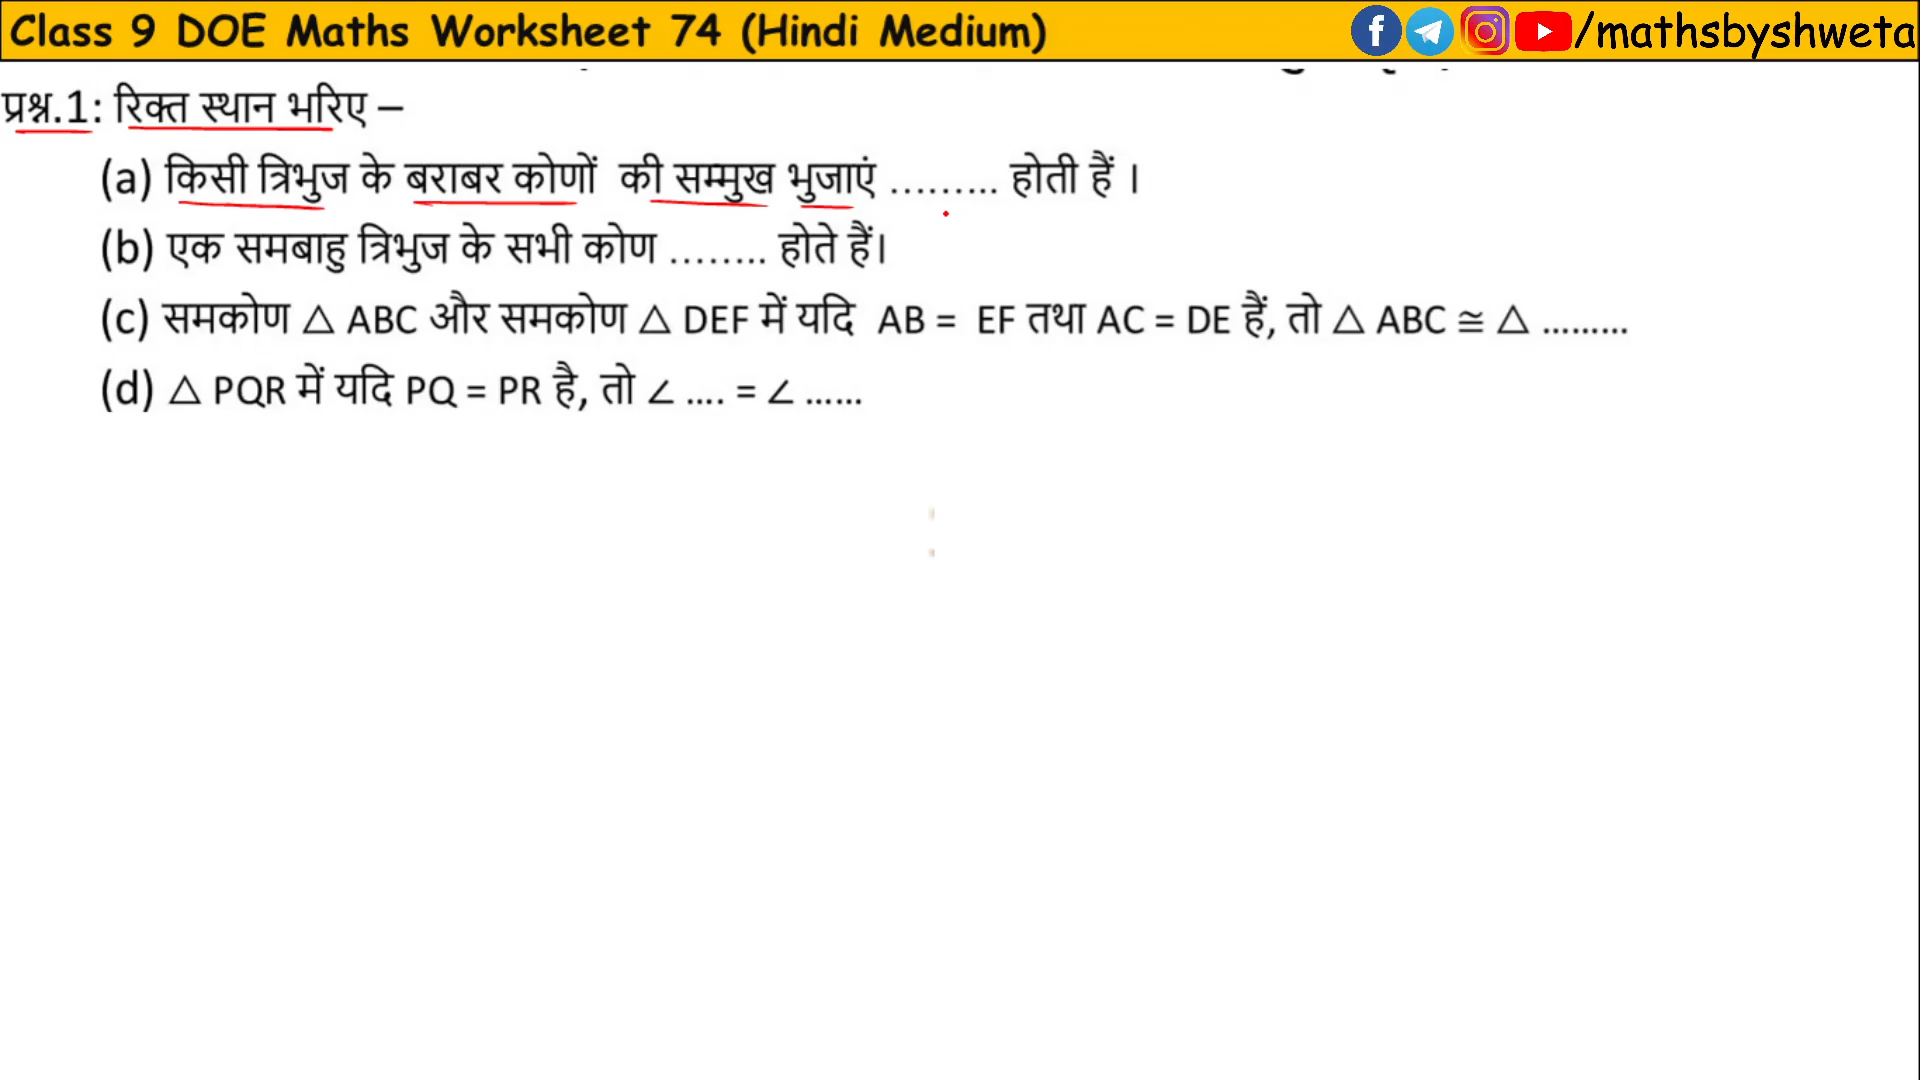 Class 9 DOE Maths Worksheet 74 (Hindi Medium) /mathsbyshweta
प्रश्न.1: रिक्त स्थान भरिए –
(a) किसी त्रिभुज के बराबर कोणों की सम्मुख भुजाएं ......... होती हैं ।
(b) एक समबाहु त्रिभुज के सभी कोण ........ होते हैं।
(c) समकोण △ ABC और समकोण △ DEF में यदि AB = EF तथा AC = DE हैं, तो △ ABC ≅ △ .........
(d) △ PQR में यदि PQ = PR है, तो ∠ .... = ∠ ......